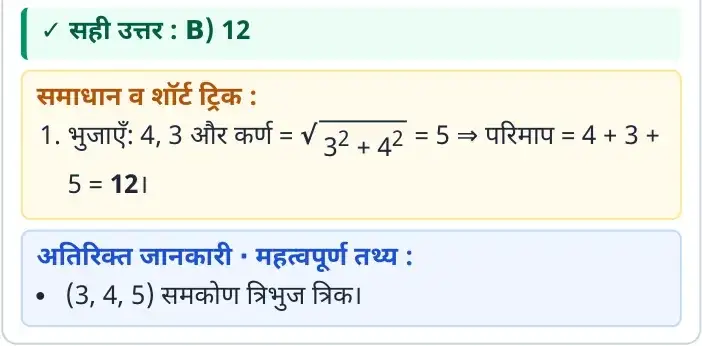 ✓ सही उत्तर : B) 12
समाधान व शॉर्ट ट्रिक :
1. भुजाएँ: 4, 3 और कर्ण = √3² + 4² = 5 ⇒ परिमाप = 4 + 3 +
5 = 12।
अतिरिक्त जानकारी · महत्वपूर्ण तथ्य :
• (3, 4, 5) समकोण त्रिभुज त्रिक।